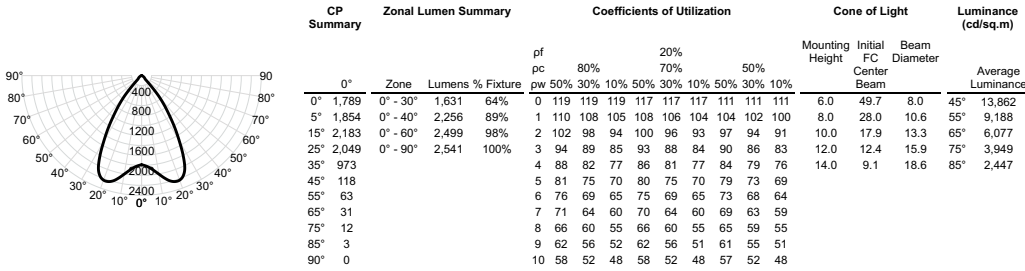 CP Summary
0°
0° 1,789
5° 1,854
15° 2,183
25° 2,049
35° 973
45° 118
55° 63
65° 31
75° 12
85° 3
90° 0
Zonal Lumen Summary
Zone Lumens % Fixture
0° - 30° 1,631 64%
0° - 40° 2,256 89%
0° - 60° 2,499 98%
0° - 90° 2,541 100%
Coefficients of Utilization
ρf 20%
ρc 80% 70% 50%
ρw 50% 30% 10% 50% 30% 10% 50% 30% 10%
0 119 119 119 117 117 117 111 111 111
1 110 108 105 108 106 104 104 102 100
2 102 98 94 100 96 93 97 94 91
3 94 89 85 93 88 84 90 86 83
4 88 82 77 86 81 77 84 79 76
5 81 75 70 80 75 70 79 73 69
6 76 69 65 75 69 65 73 68 64
7 71 64 60 70 64 60 69 63 59
8 66 60 55 66 60 55 65 59 55
9 62 56 52 62 56 51 61 55 51
10 58 52 48 58 52 48 57 52 48
Cone of Light
Mounting Height Initial FC Center Beam Beam Diameter
6.0 49.7 8.0
8.0 28.0 10.6
10.0 17.9 13.3
12.0 12.4 15.9
14.0 9.1 18.6
Luminance (cd/sq.m)
Average Luminance
45° 13,862
55° 9,188
65° 6,077
75° 3,949
85° 2,447
90° 90
80° 80°
70° 70°
60° 60°
50° 50°
40° 40°
30° 30°
20° 10° 0° 10° 20°
400
800
1200
2000
2400